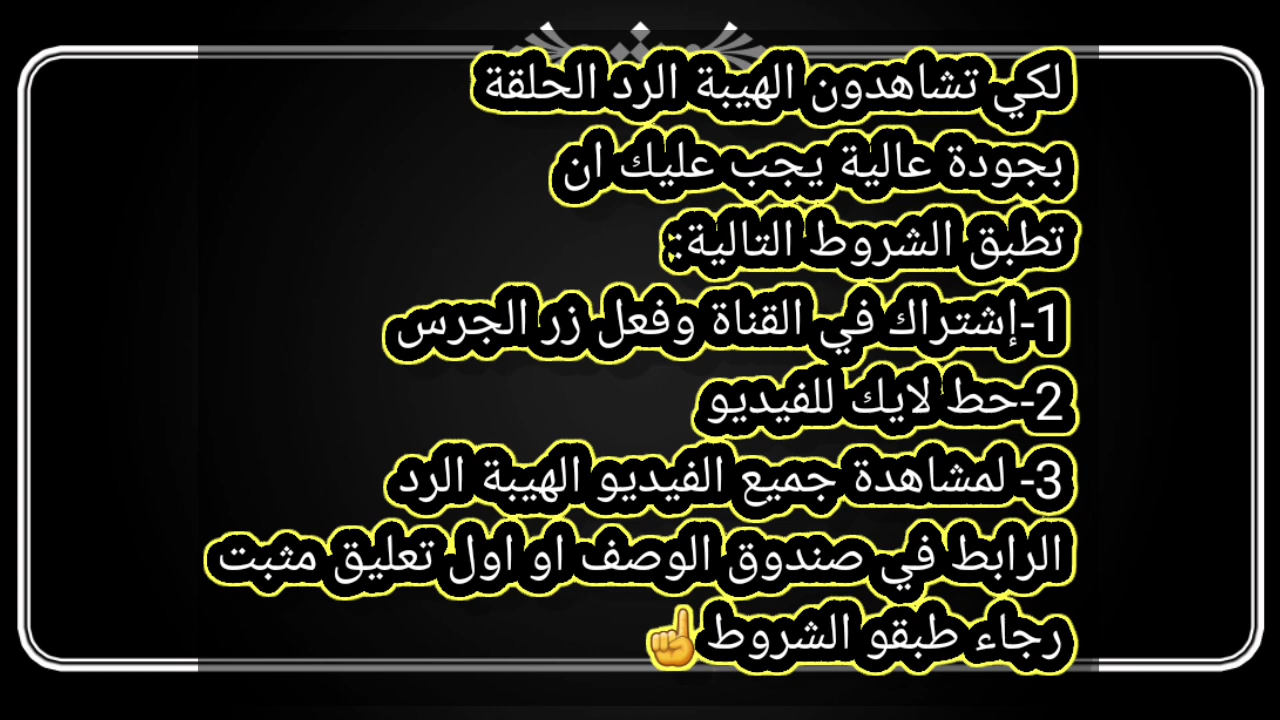 لكي تشاهدون الهيبة الرد الحلقة
بجودة عالية يجب عليك ان
تطبق الشروط التالية:
1-إشتراك في القناة وفعل زر الجرس
2-حط لايك للفيديو
3- لمشاهدة جميع الفيديو الهيبة الرد
الرابط في صندوق الوصف او اول تعليق مثبت
رجاء طبقو الشروط☝